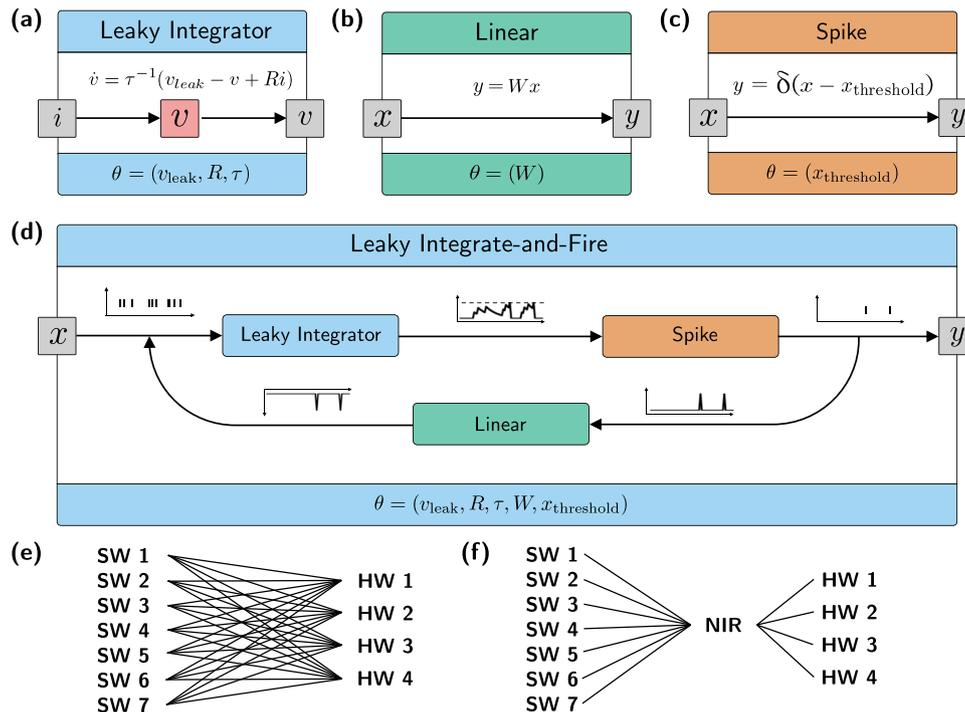 (a)
Leaky Integrator
v̇ = τ⁻¹(v_leak − v + Ri)
i
v
v
θ = (v_leak, R, τ)
(b)
Linear
y = Wx
x
y
θ = (W)
(c)
Spike
y = δ(x − x_threshold)
x
y
θ = (x_threshold)
(d)
Leaky Integrate-and-Fire
x
Leaky Integrator
Spike
y
Linear
θ = (v_leak, R, τ, W, x_threshold)
(e)
SW 1
SW 2
SW 3
SW 4
SW 5
SW 6
SW 7
HW 1
HW 2
HW 3
HW 4
(f)
SW 1
SW 2
SW 3
SW 4
SW 5
SW 6
SW 7
NIR
HW 1
HW 2
HW 3
HW 4